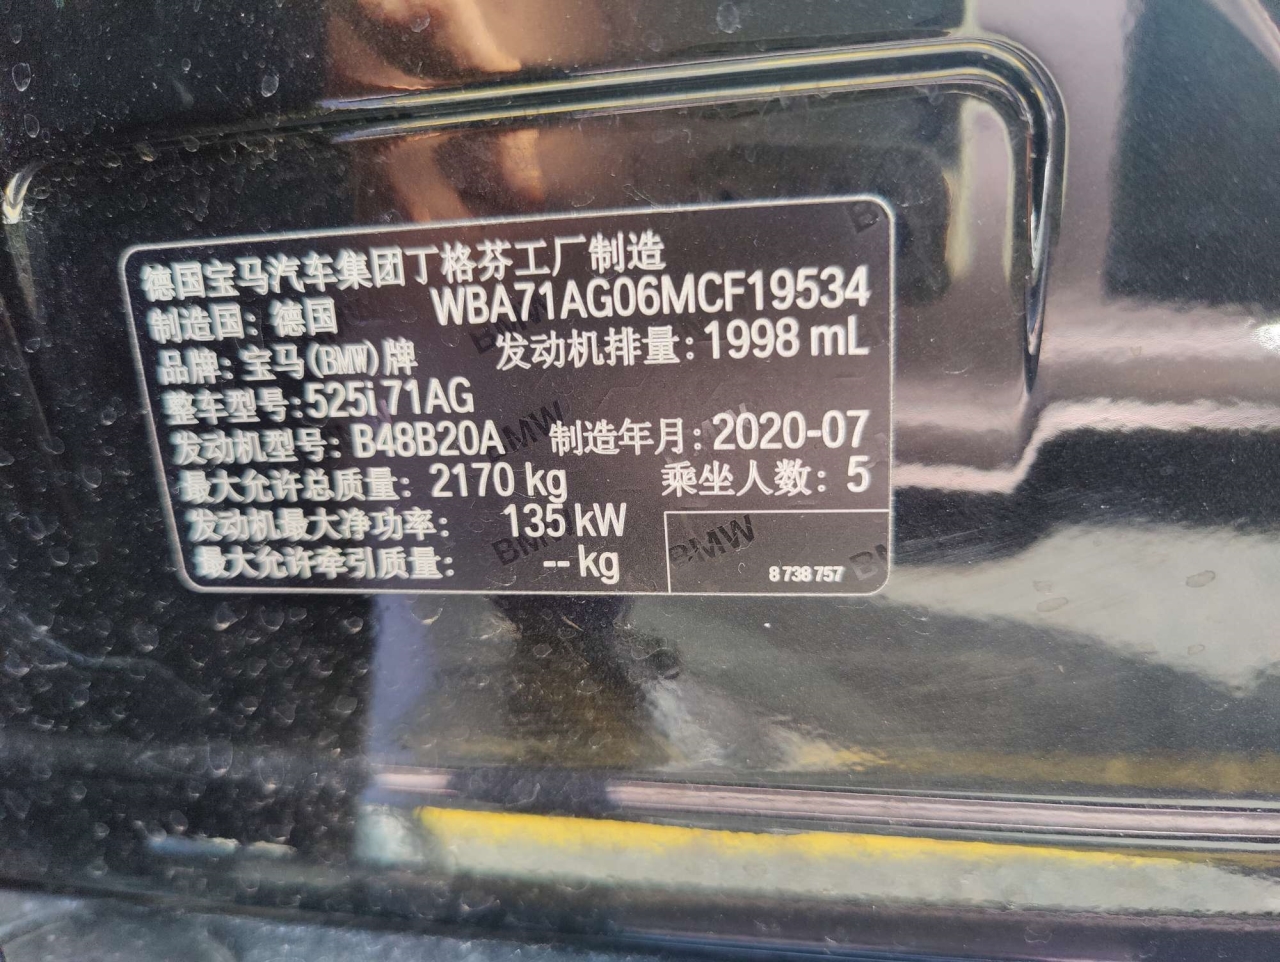 德国宝马汽车集团丁格芬工厂制造
制造国：德国 WBA71AG06MCF19534
品牌：宝马(BMW)牌 发动机排量：1998 mL
整车型号：525i 71AG
发动机型号：B48B20A 制造年月：2020-07
最大允许总质量：2170 kg 乘坐人数：5
发动机最大净功率：135 kW
最大允许牵引质量：-- kg
8 738 757
BMW
BMW
BMW
BMW
BMW